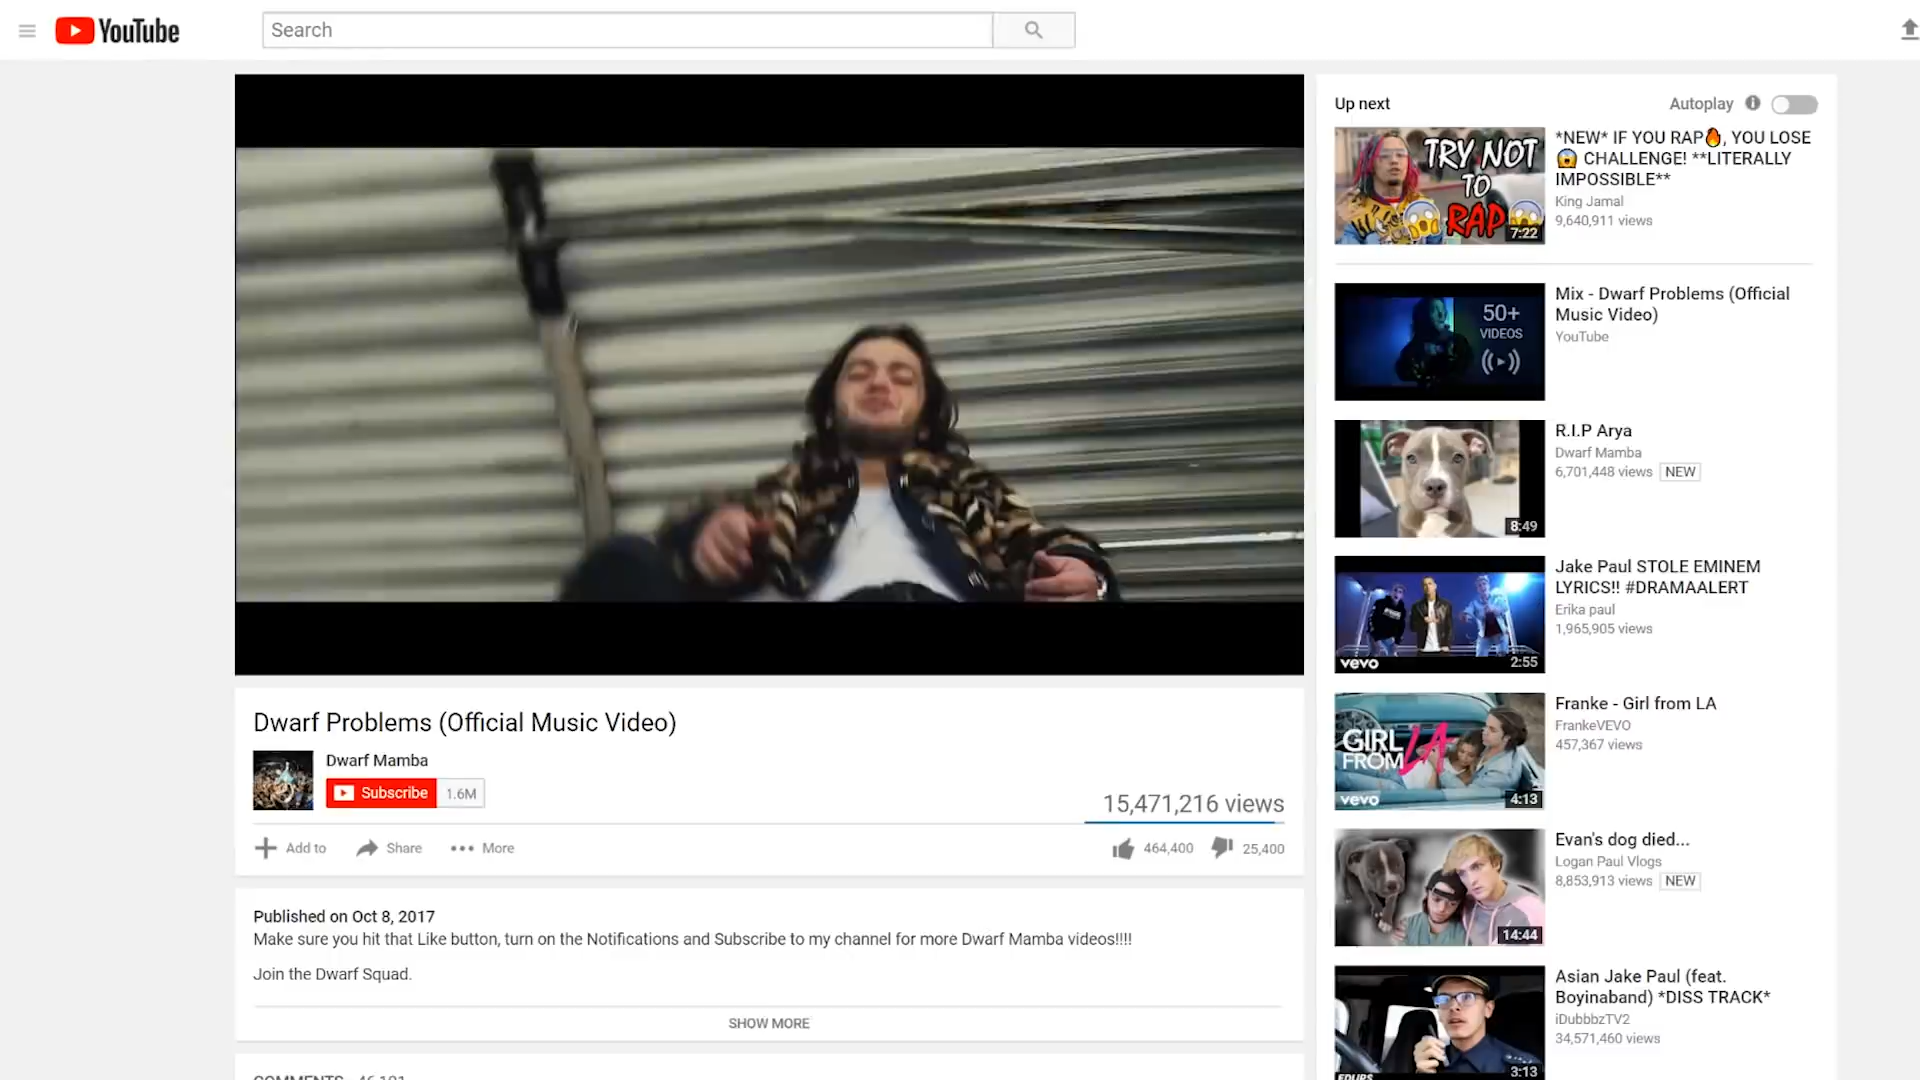 YouTube
Search
Up next
Autoplay
*NEW* IF YOU RAP🔥, YOU LOSE
😱 CHALLENGE! **LITERALLY
IMPOSSIBLE**
King Jamal
9,640,911 views
TRY NOT
TO
RAP
7:22
Mix - Dwarf Problems (Official
Music Video)
YouTube
50+
VIDEOS
R.I.P Arya
Dwarf Mamba
6,701,448 views NEW
8:49
Jake Paul STOLE EMINEM
LYRICS!! #DRAMAALERT
Erika paul
1,965,905 views
vevo
2:55
Franke - Girl from LA
FrankeVEVO
457,367 views
GIRL
FROM LA
vevo
4:13
Evan's dog died...
Logan Paul Vlogs
8,853,913 views NEW
14:44
Asian Jake Paul (feat.
Boyinaband) *DISS TRACK*
iDubbbzTV2
34,571,460 views
3:13
Dwarf Problems (Official Music Video)
Dwarf Mamba
Subscribe 1.6M
15,471,216 views
Add to Share More
464,400 25,400
Published on Oct 8, 2017
Make sure you hit that Like button, turn on the Notifications and Subscribe to my channel for more Dwarf Mamba videos!!!!
Join the Dwarf Squad.
SHOW MORE